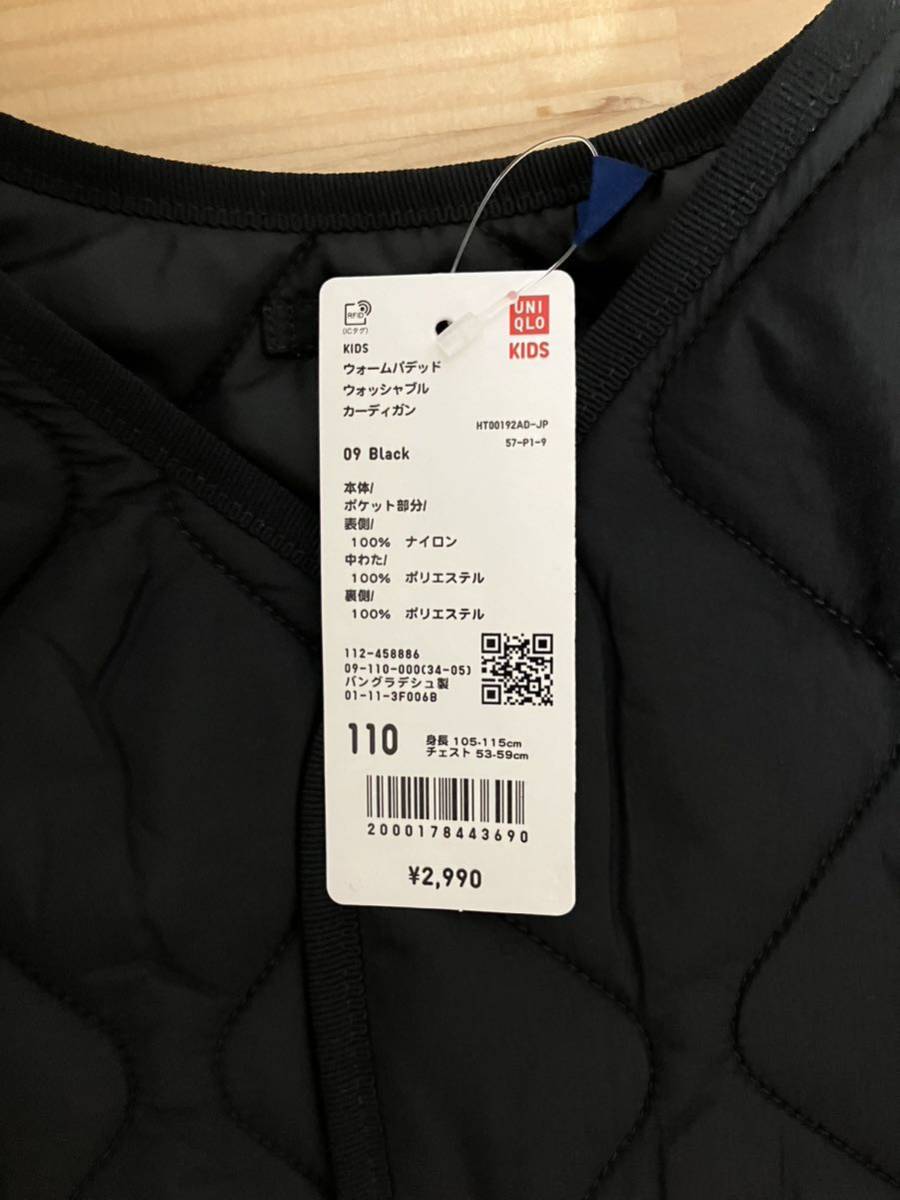 RFID
(ICタグ)
UNI
QLO
KIDS
KIDS
ウォームパデッド
ウォッシャブル
カーディガン
HT00192AD-JP
57-P1-9
09 Black
本体/
ポケット部分/
表側/
100% ナイロン
中わた/
100% ポリエステル
裏側/
100% ポリエステル
112-458886
09-110-000(34-05)
バングラデシュ製
01-11-3F006B
110
身長 105-115cm
チェスト 53-59cm
2000178443690
¥2,990